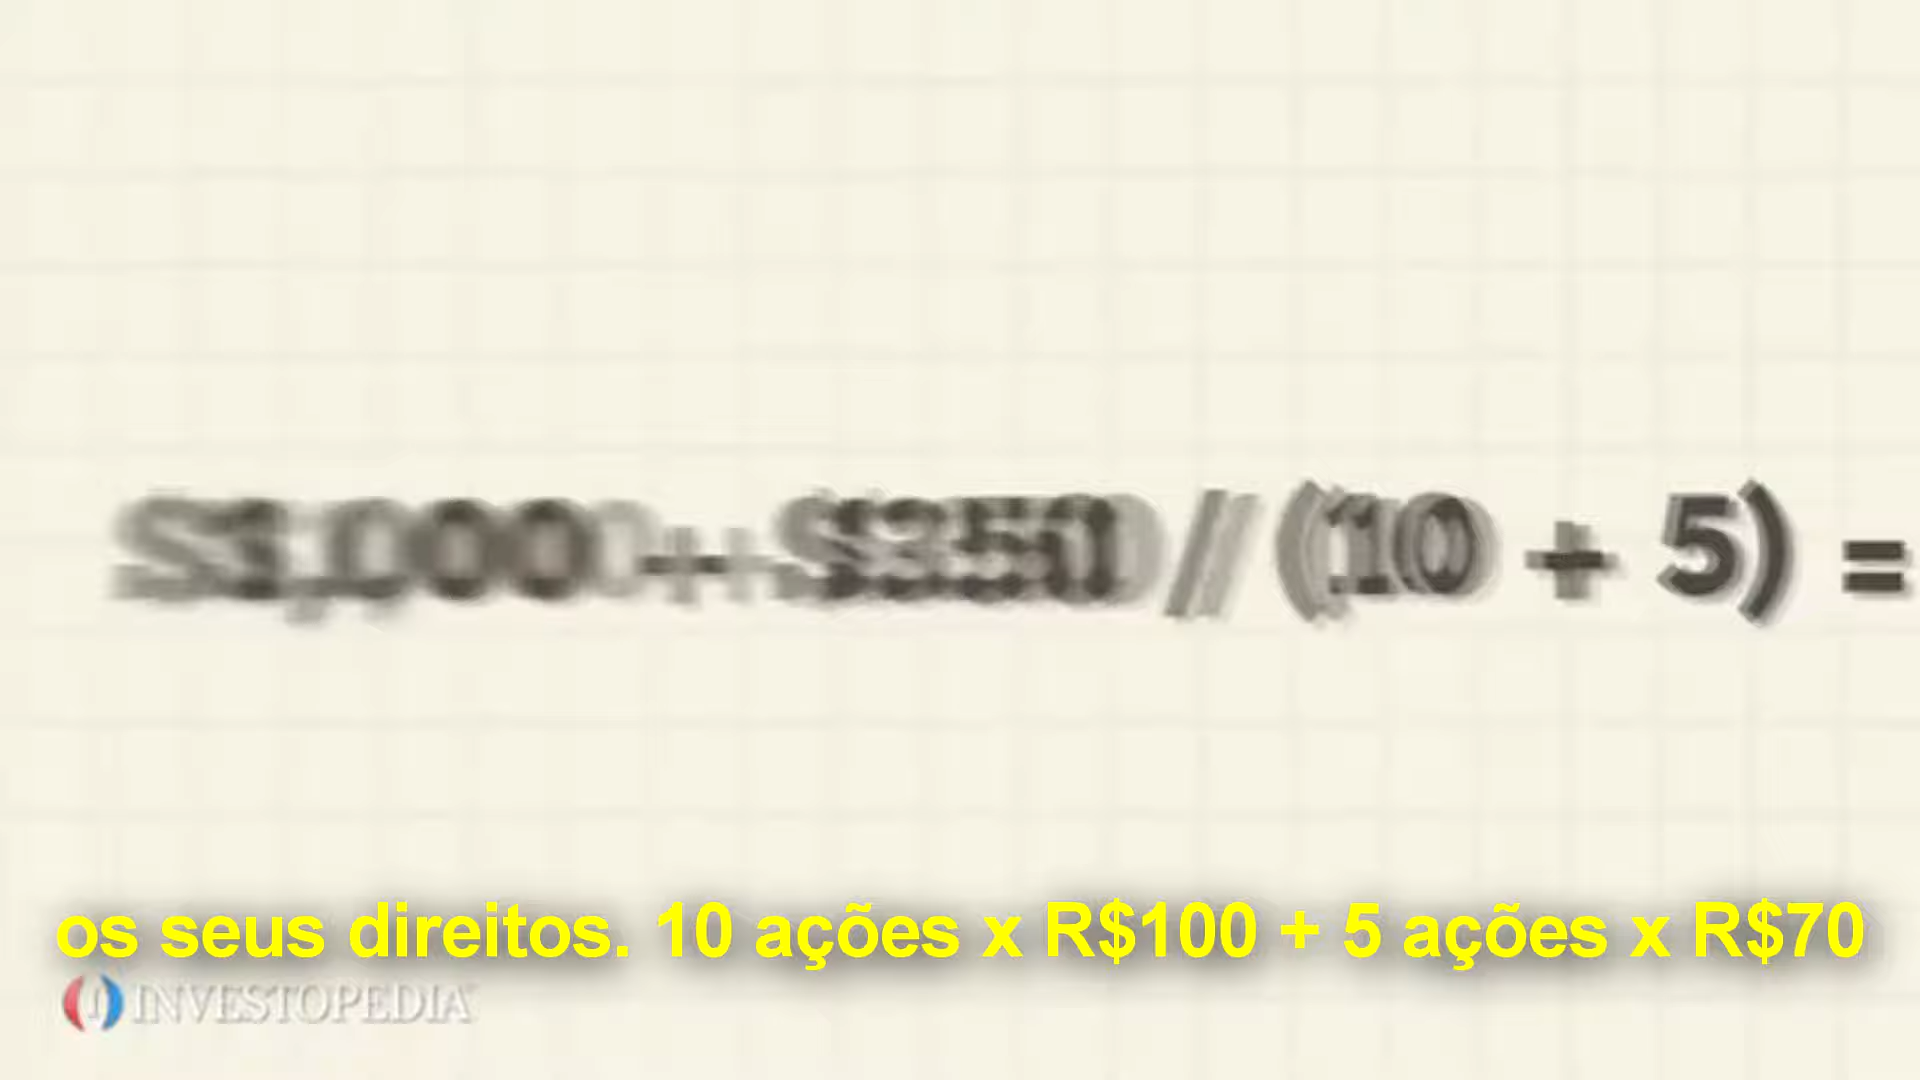 $1,000 + $350 / (10 + 5) =
os seus direitos. 10 ações x R$100 + 5 ações x R$70
INVESTOPEDIA